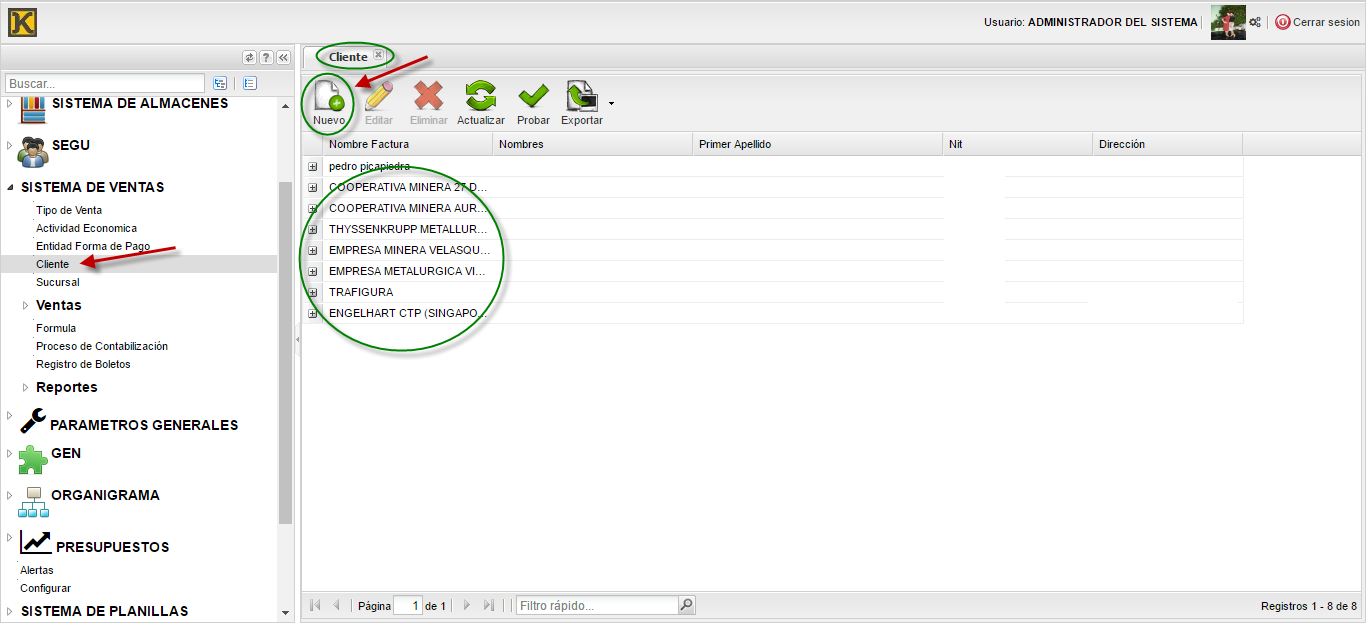 K
Usuario: ADMINISTRADOR DEL SISTEMA
Cerrar sesion
Buscar...
SISTEMA DE ALMACENES
SEGU
SISTEMA DE VENTAS
Tipo de Venta
Actividad Economica
Entidad Forma de Pago
Cliente
Sucursal
Ventas
Formula
Proceso de Contabilización
Registro de Boletos
Reportes
PARAMETROS GENERALES
GEN
ORGANIGRAMA
PRESUPUESTOS
Alertas
Configurar
SISTEMA DE PLANILLAS
Cliente
Nuevo Editar Eliminar Actualizar Probar Exportar
Nombre Factura Nombres Primer Apellido Nit Dirección
pedro picapiedra
COOPERATIVA MINERA 27 D...
COOPERATIVA MINERA AUR...
THYSSENKRUPP METALLUR...
EMPRESA MINERA VELASQU...
EMPRESA METALURGICA VI...
TRAFIGURA
ENGELHART CTP (SINGAPO...
Página 1 de 1 Filtro rápido... Registros 1 - 8 de 8